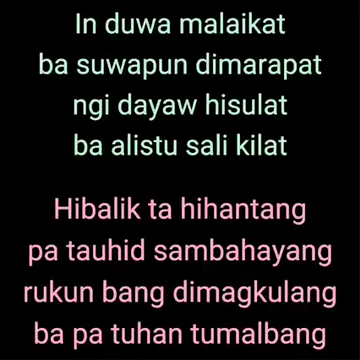 In duwa malaikat
ba suwapun dimarapat
ngi dayaw hisulat
ba alistu sali kilat
Hibalik ta hihantang
pa tauhid sambahayang
rukun bang dimagkulang
ba pa tuhan tumalbang